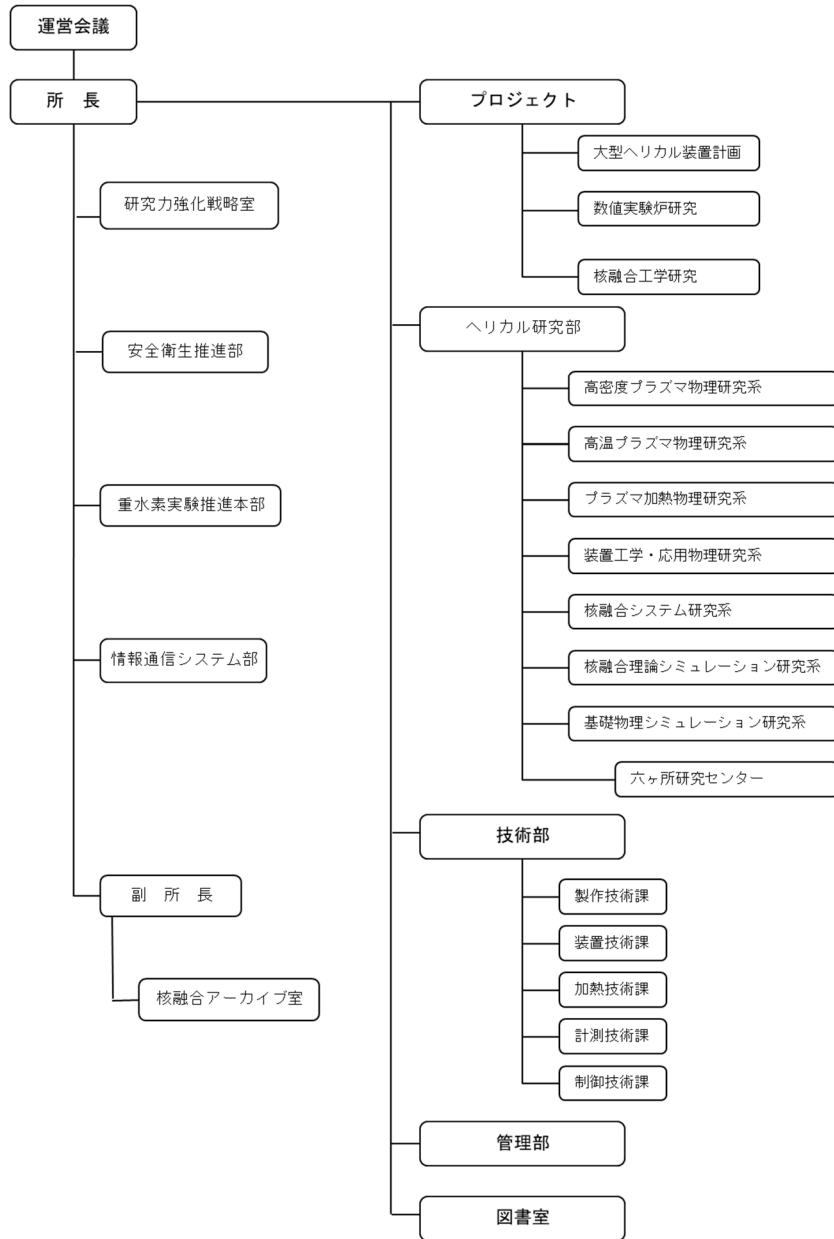 運営会議
所　長
研究力強化戦略室
安全衛生推進部
重水素実験推進本部
情報通信システム部
副　所　長
核融合アーカイブ室
プロジェクト
大型ヘリカル装置計画
数値実験炉研究
核融合工学研究
ヘリカル研究部
高密度プラズマ物理研究系
高温プラズマ物理研究系
プラズマ加熱物理研究系
装置工学・応用物理研究系
核融合システム研究系
核融合理論シミュレーション研究系
基礎物理シミュレーション研究系
六ヶ所研究センター
技術部
製作技術課
装置技術課
加熱技術課
計測技術課
制御技術課
管理部
図書室